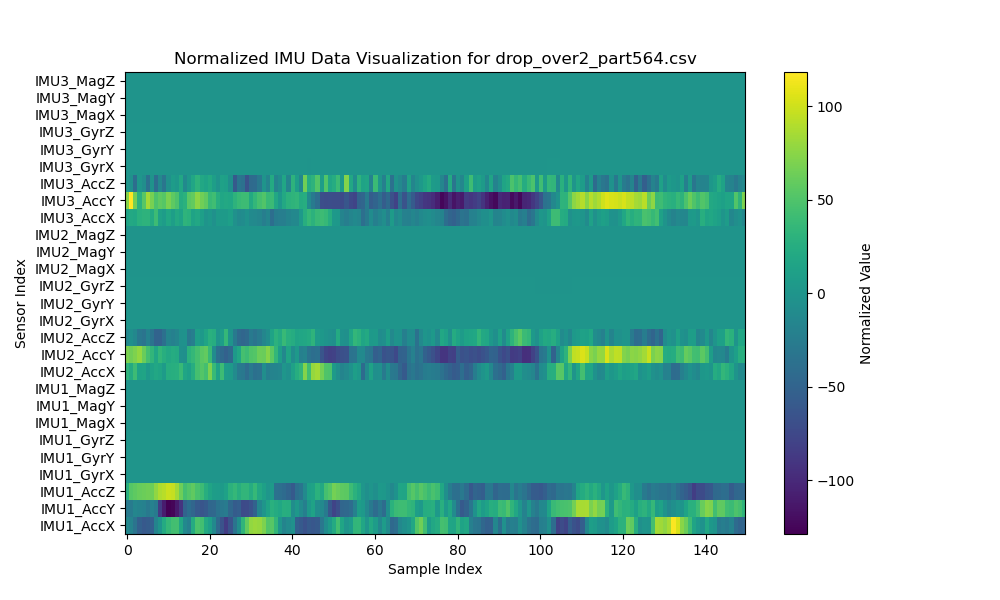 Normalized IMU Data Visualization for drop_over2_part564.csv
IMU3_MagZ
IMU3_MagY
IMU3_MagX
IMU3_GyrZ
IMU3_GyrY
IMU3_GyrX
IMU3_AccZ
IMU3_AccY
IMU3_AccX
IMU2_MagZ
IMU2_MagY
IMU2_MagX
IMU2_GyrZ
IMU2_GyrY
IMU2_GyrX
IMU2_AccZ
IMU2_AccY
IMU2_AccX
IMU1_MagZ
IMU1_MagY
IMU1_MagX
IMU1_GyrZ
IMU1_GyrY
IMU1_GyrX
IMU1_AccZ
IMU1_AccY
IMU1_AccX
Sensor Index
0 20 40 60 80 100 120 140
Sample Index
100
50
0
−50
−100
Normalized Value